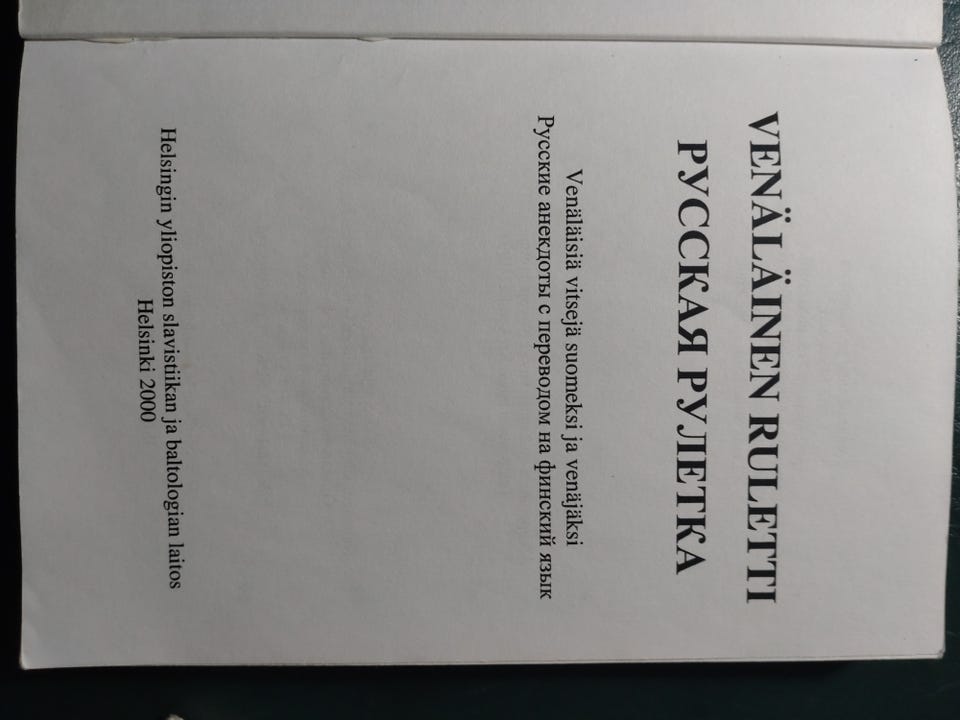 VENÄLÄINEN RULETTI
РУССКАЯ РУЛЕТКА
Venäläisiä vitsejä suomeksi ja venäjäksi
Русские анекдоты с переводом на финский язык
Helsingin yliopiston slavistiikan ja baltologian laitos
Helsinki 2000